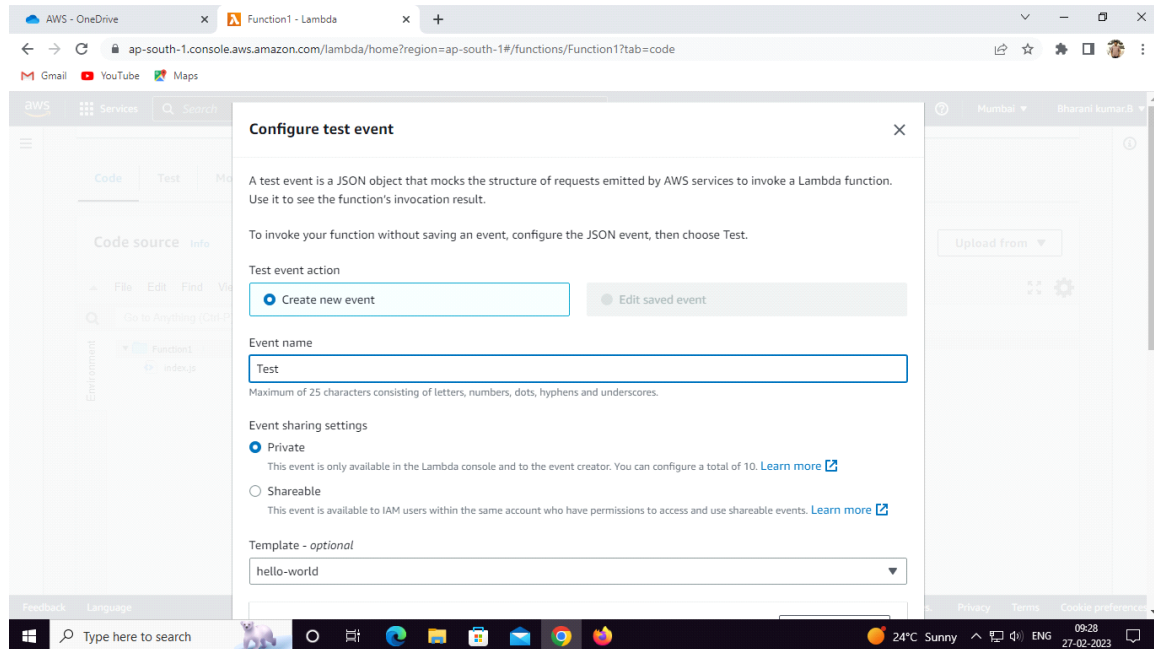 AWS - OneDrive
Function1 - Lambda
ap-south-1.console.aws.amazon.com/lambda/home?region=ap-south-1#/functions/Function1?tab=code
Gmail YouTube Maps
aws Services Search Mumbai Bharani kumar.B
Configure test event
Code Test Mo
A test event is a JSON object that mocks the structure of requests emitted by AWS services to invoke a Lambda function.
Use it to see the function's invocation result.
To invoke your function without saving an event, configure the JSON event, then choose Test.
Code source Info
Upload from
Test event action
File Edit Find Vie
Create new event
Edit saved event
Go to Anything (Ctrl-P
Event name
Environment
Function1
index.js
Test
Maximum of 25 characters consisting of letters, numbers, dots, hyphens and underscores.
Event sharing settings
Private
This event is only available in the Lambda console and to the event creator. You can configure a total of 10. Learn more
Shareable
This event is available to IAM users within the same account who have permissions to access and use shareable events. Learn more
Template - optional
hello-world
Feedback Language
s. Privacy Terms Cookie preferences
Type here to search
24°C Sunny
ENG
09:28
27-02-2023